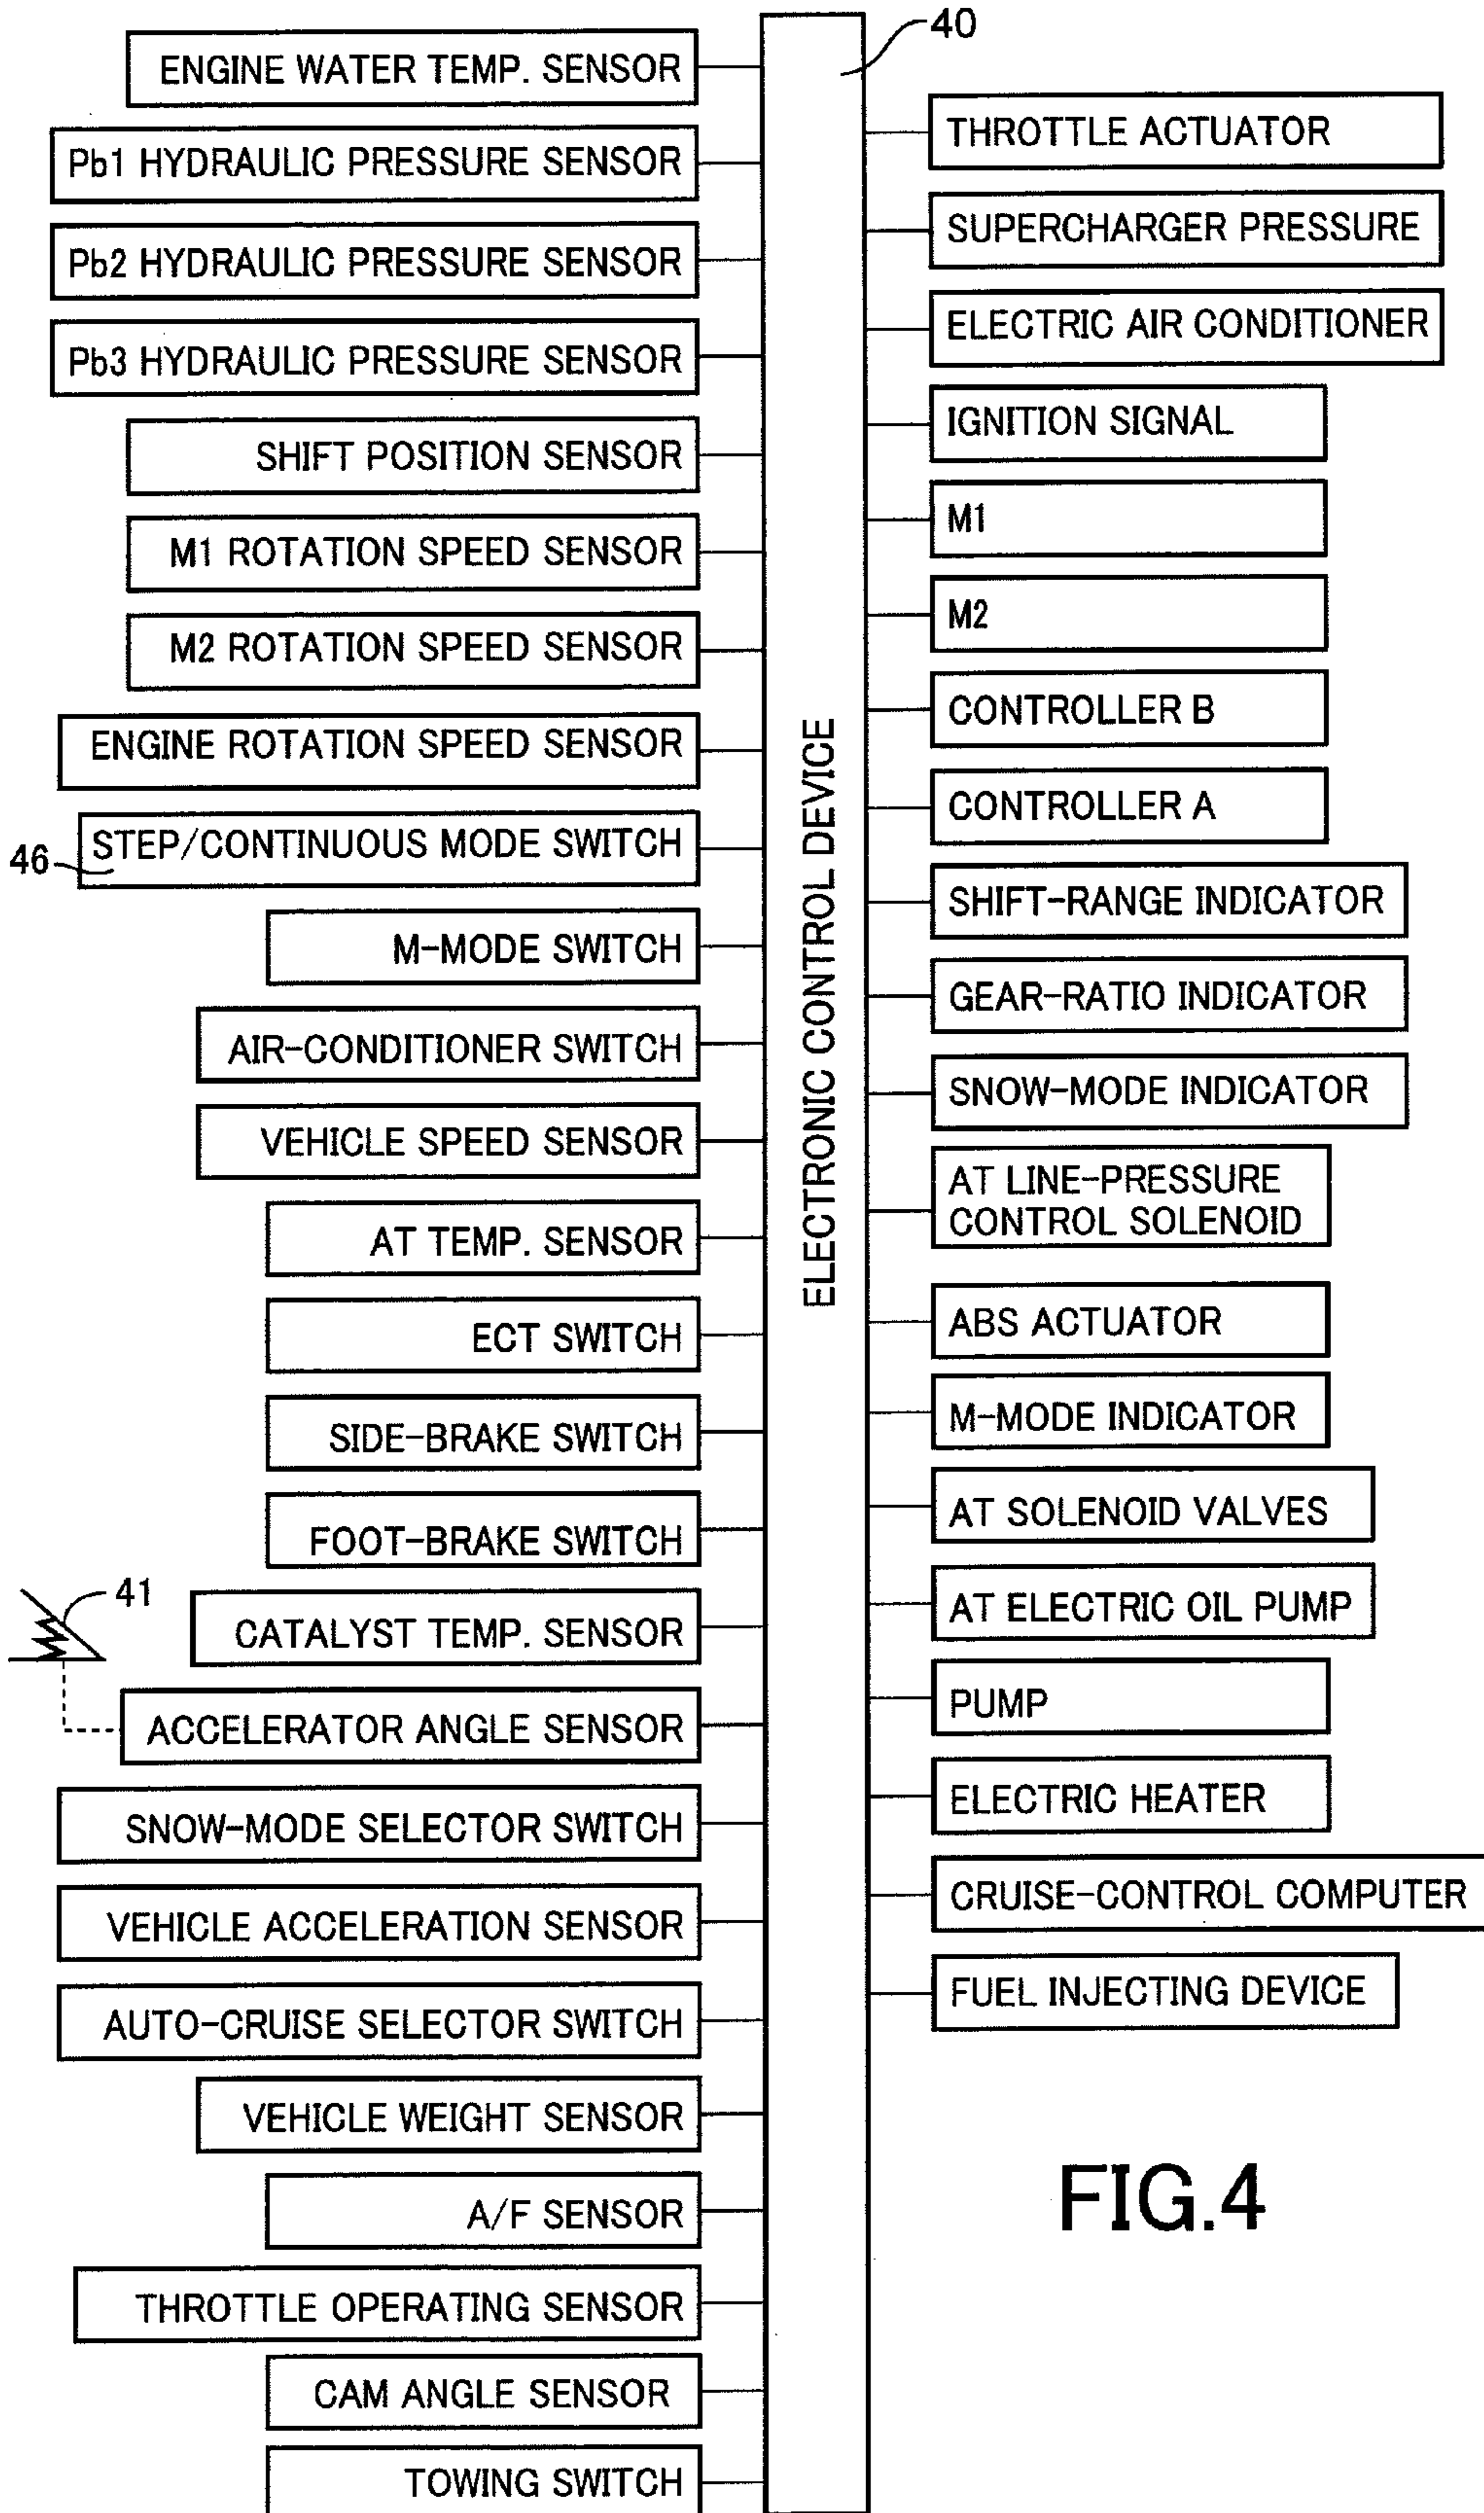 40
ENGINE WATER TEMP. SENSOR
Pb1 HYDRAULIC PRESSURE SENSOR
Pb2 HYDRAULIC PRESSURE SENSOR
Pb3 HYDRAULIC PRESSURE SENSOR
SHIFT POSITION SENSOR
M1 ROTATION SPEED SENSOR
M2 ROTATION SPEED SENSOR
ENGINE ROTATION SPEED SENSOR
46
STEP/CONTINUOUS MODE SWITCH
M-MODE SWITCH
AIR-CONDITIONER SWITCH
VEHICLE SPEED SENSOR
AT TEMP. SENSOR
ECT SWITCH
SIDE-BRAKE SWITCH
FOOT-BRAKE SWITCH
41
CATALYST TEMP. SENSOR
ACCELERATOR ANGLE SENSOR
SNOW-MODE SELECTOR SWITCH
VEHICLE ACCELERATION SENSOR
AUTO-CRUISE SELECTOR SWITCH
VEHICLE WEIGHT SENSOR
A/F SENSOR
THROTTLE OPERATING SENSOR
CAM ANGLE SENSOR
TOWING SWITCH
ELECTRONIC CONTROL DEVICE
THROTTLE ACTUATOR
SUPERCHARGER PRESSURE
ELECTRIC AIR CONDITIONER
IGNITION SIGNAL
M1
M2
CONTROLLER B
CONTROLLER A
SHIFT-RANGE INDICATOR
GEAR-RATIO INDICATOR
SNOW-MODE INDICATOR
AT LINE-PRESSURE
CONTROL SOLENOID
ABS ACTUATOR
M-MODE INDICATOR
AT SOLENOID VALVES
AT ELECTRIC OIL PUMP
PUMP
ELECTRIC HEATER
CRUISE-CONTROL COMPUTER
FUEL INJECTING DEVICE
FIG.4